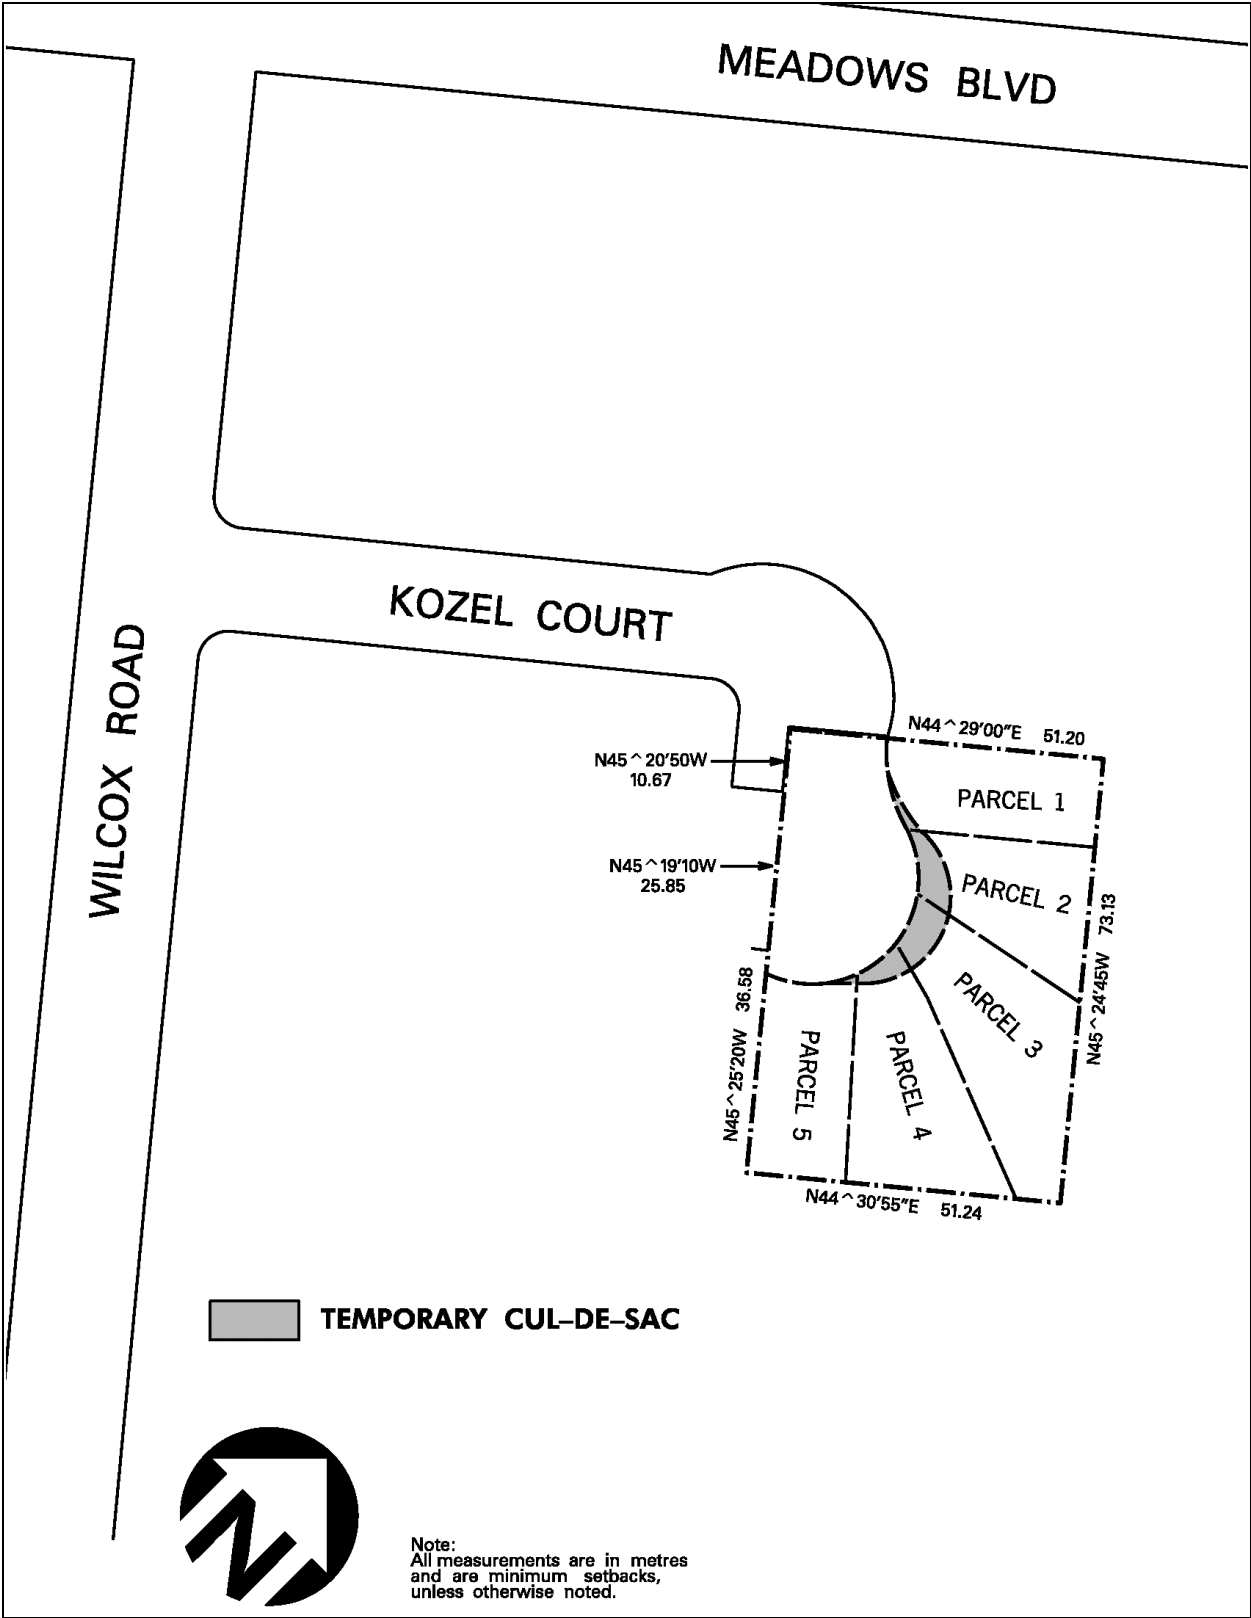 MEADOWS BLVD
KOZEL COURT
WILCOX ROAD
N44^29'00"E 51.20
N45^20'50W
10.67
PARCEL 1
N45^19'10W
25.85
PARCEL 2
N45^24'45W 73.13
PARCEL 3
N45^25'20W 36.58
PARCEL 5
PARCEL 4
N44^30'55"E 51.24
TEMPORARY CUL–DE–SAC
N
Note:
All measurements are in metres
and are minimum setbacks,
unless otherwise noted.